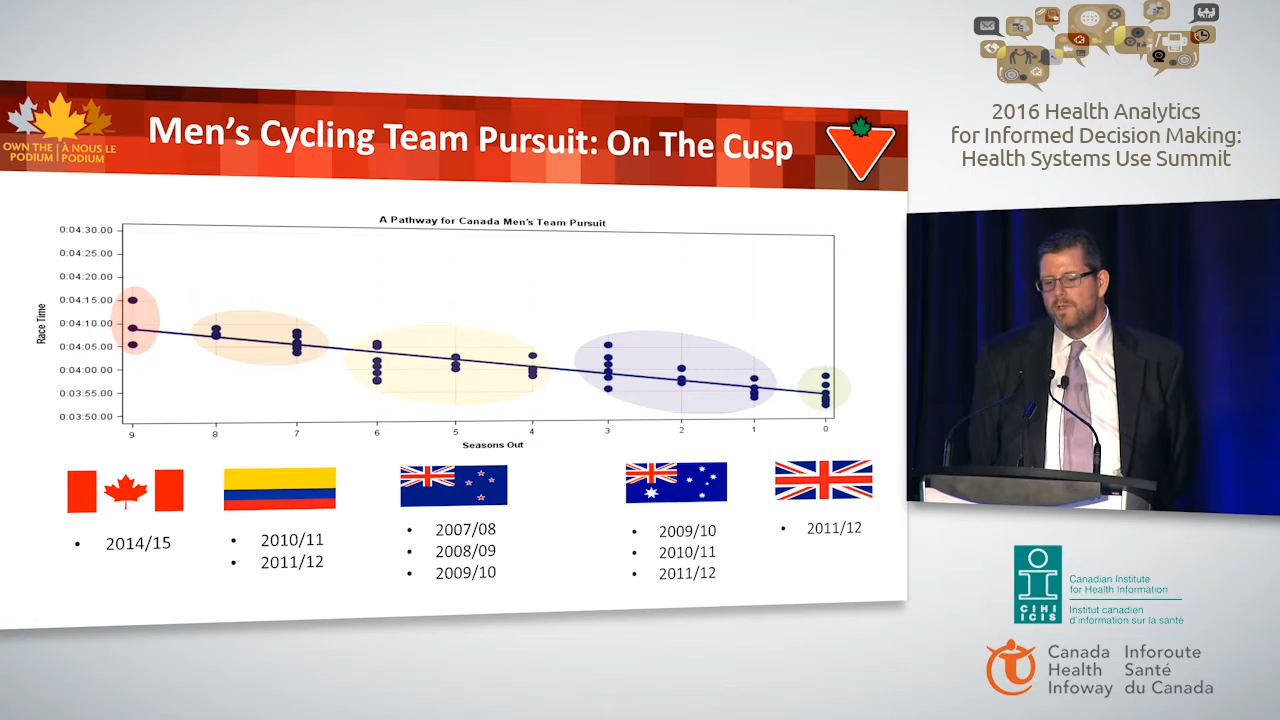 2016 Health Analytics
for Informed Decision Making:
Health Systems Use Summit
OWN THE | À NOUS LE
PODIUM | PODIUM
Men's Cycling Team Pursuit: On The Cusp
A Pathway for Canada Men's Team Pursuit
Race Time
0:04:30.00
0:04:25.00
0:04:20.00
0:04:15.00
0:04:10.00
0:04:05.00
0:04:00.00
0:03:55.00
0:03:50.00
9 8 7 6 5 4 3 2 1 0
Seasons Out
• 2014/15
• 2010/11
• 2011/12
• 2007/08
• 2008/09
• 2009/10
• 2009/10
• 2010/11
• 2011/12
• 2011/12
CIHI
ICIS
Canadian Institute
for Health Information
Institut canadien
d'information sur la santé
Canada
Health
Infoway
Inforoute
Santé
du Canada